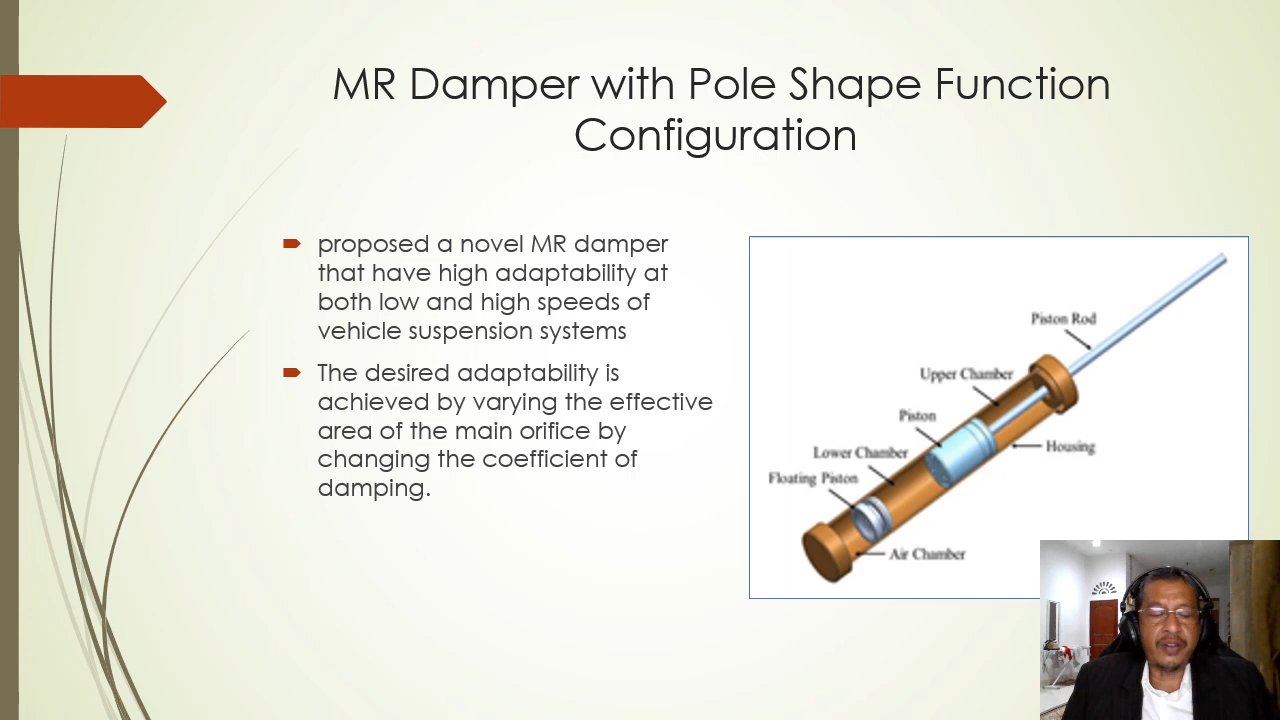 MR Damper with Pole Shape Function
Configuration
proposed a novel MR damper
that have high adaptability at
both low and high speeds of
vehicle suspension systems
The desired adaptability is
achieved by varying the effective
area of the main orifice by
changing the coefficient of
damping.
Piston Rod
Upper Chamber
Piston
Lower Chamber
Housing
Floating Piston
Air Chamber